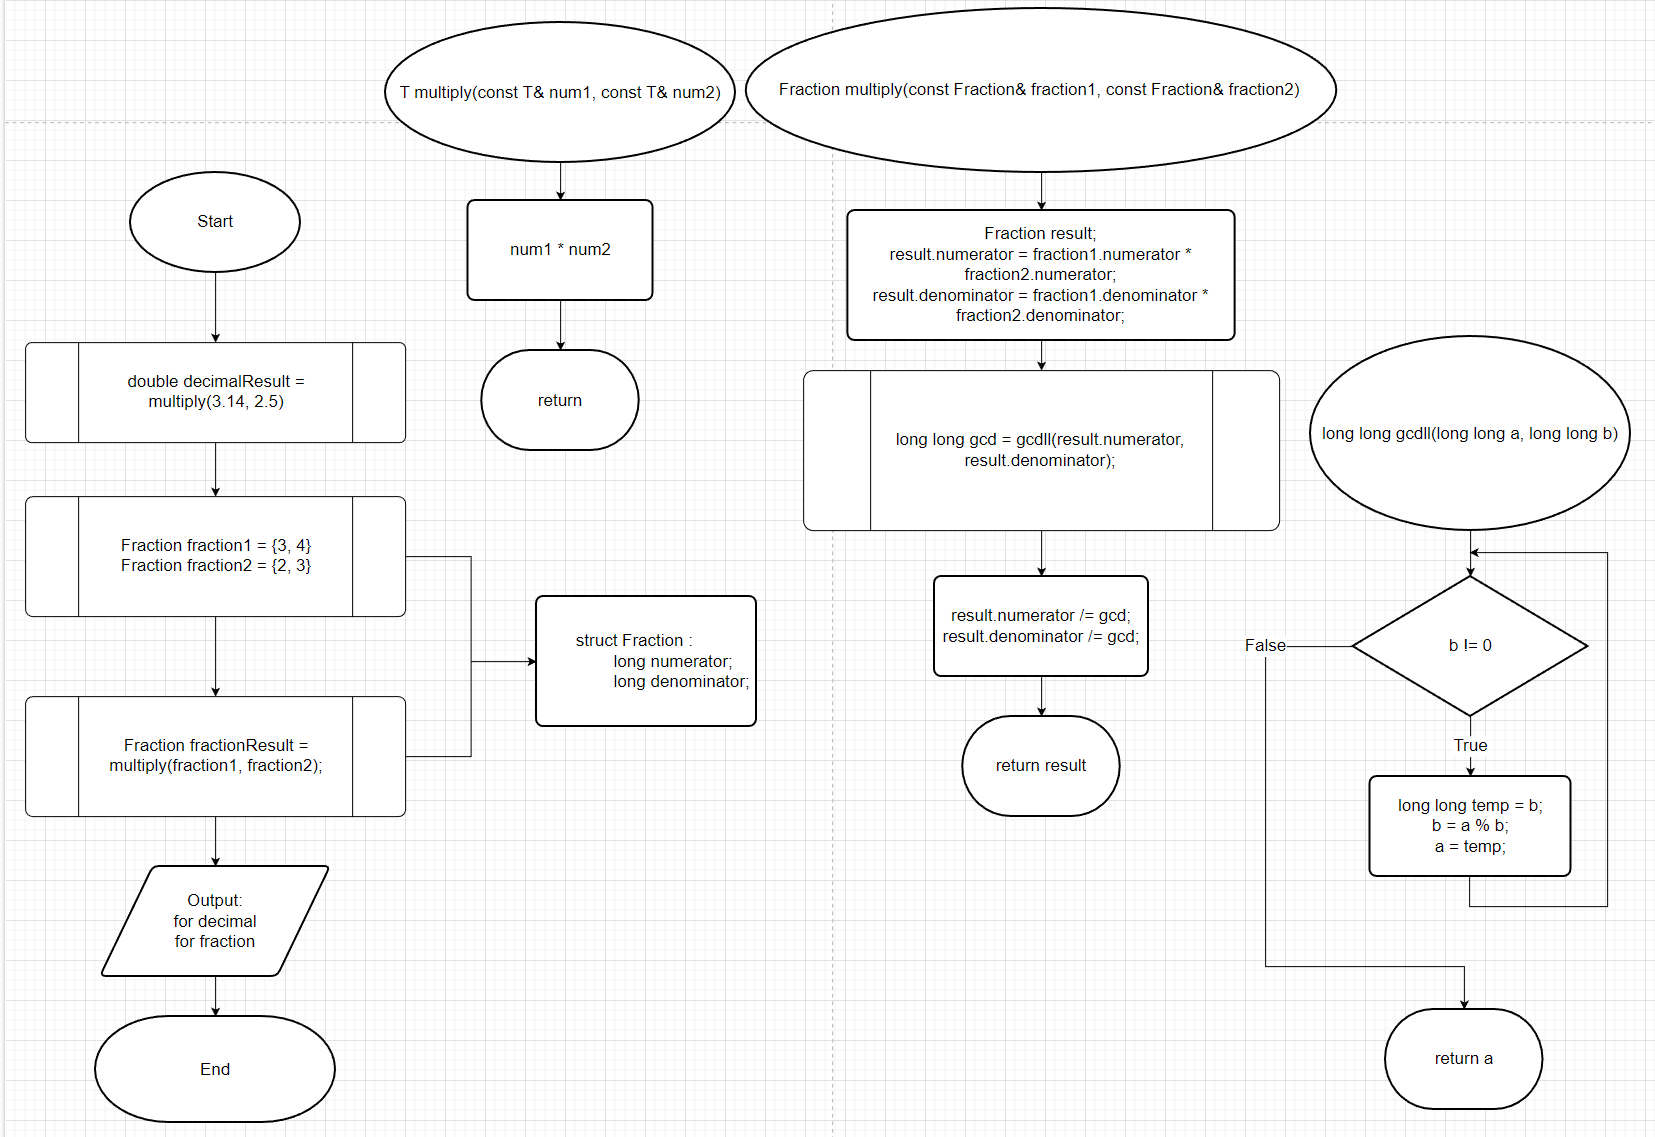 Start
double decimalResult =
multiply(3.14, 2.5)
Fraction fraction1 = {3, 4}
Fraction fraction2 = {2, 3}
Fraction fractionResult =
multiply(fraction1, fraction2);
Output:
for decimal
for fraction
End
struct Fraction :
long numerator;
long denominator;
T multiply(const T& num1, const T& num2)
num1 * num2
return
Fraction multiply(const Fraction& fraction1, const Fraction& fraction2)
Fraction result;
result.numerator = fraction1.numerator *
fraction2.numerator;
result.denominator = fraction1.denominator *
fraction2.denominator;
long long gcd = gcdll(result.numerator,
result.denominator);
result.numerator /= gcd;
result.denominator /= gcd;
return result
long long gcdll(long long a, long long b)
b != 0
False
True
long long temp = b;
b = a % b;
a = temp;
return a